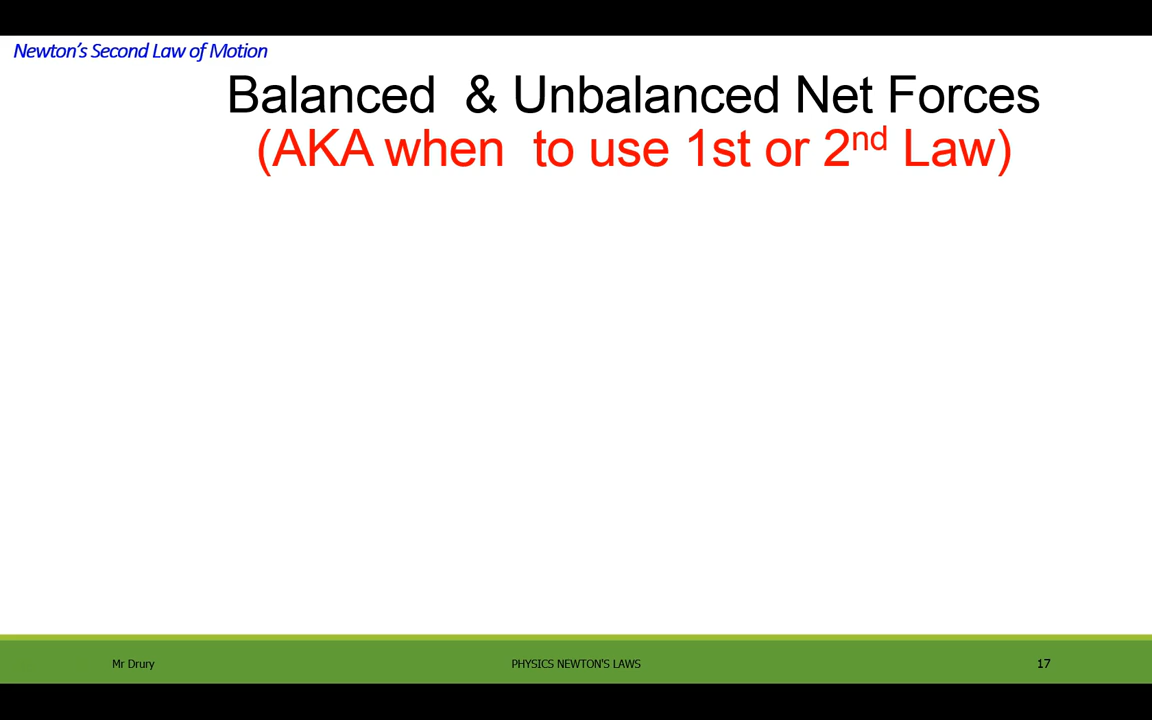 Newton's Second Law of Motion
Balanced & Unbalanced Net Forces
(AKA when to use 1st or 2nd Law)
Mr Drury
PHYSICS NEWTON'S LAWS
17